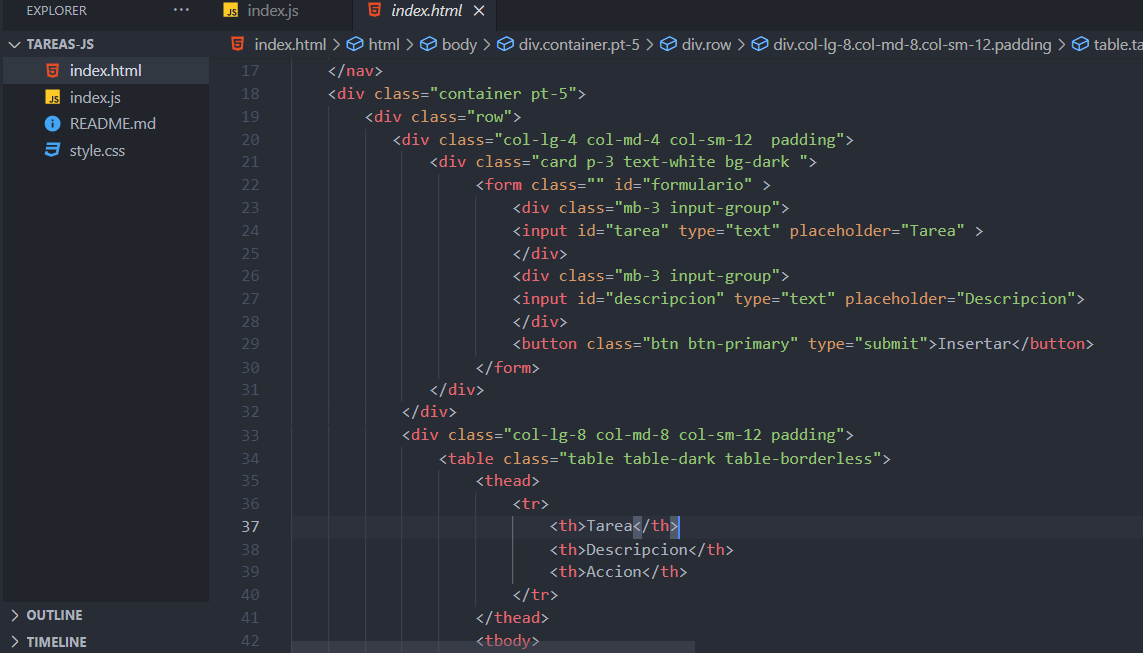 EXPLORER ··· index.js index.html
TAREAS-JS
index.html
index.js
README.md
style.css
OUTLINE
TIMELINE
index.html > html > body > div.container.pt-5 > div.row > div.col-lg-8.col-md-8.col-sm-12.padding > table.ta
17 </nav>
18 <div class="container pt-5">
19 <div class="row">
20 <div class="col-lg-4 col-md-4 col-sm-12  padding">
21 <div class="card p-3 text-white bg-dark ">
22 <form class="" id="formulario" >
23 <div class="mb-3 input-group">
24 <input id="tarea" type="text" placeholder="Tarea" >
25 </div>
26 <div class="mb-3 input-group">
27 <input id="descripcion" type="text" placeholder="Descripcion">
28 </div>
29 <button class="btn btn-primary" type="submit">Insertar</button>
30 </form>
31 </div>
32 </div>
33 <div class="col-lg-8 col-md-8 col-sm-12 padding">
34 <table class="table table-dark table-borderless">
35 <thead>
36 <tr>
37 <th>Tarea</th>
38 <th>Descripcion</th>
39 <th>Accion</th>
40 </tr>
41 </thead>
42 <tbody>